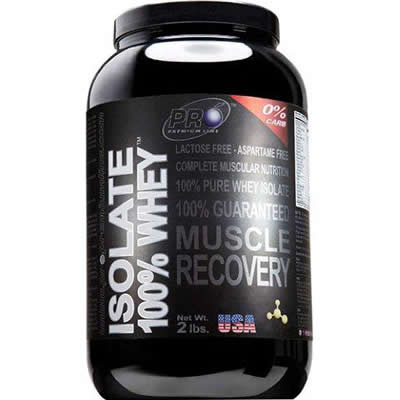 PRO
PREMIUM LINE
0%
CARB
LACTOSE FREE - ASPARTAME FREE
COMPLETE MUSCULAR NUTRITION
100% PURE WHEY ISOLATE
100% GUARANTEED
MUSCLE
RECOVERY
ISOLATE
100% WHEY™
Net Wt.
2 lbs.
USA